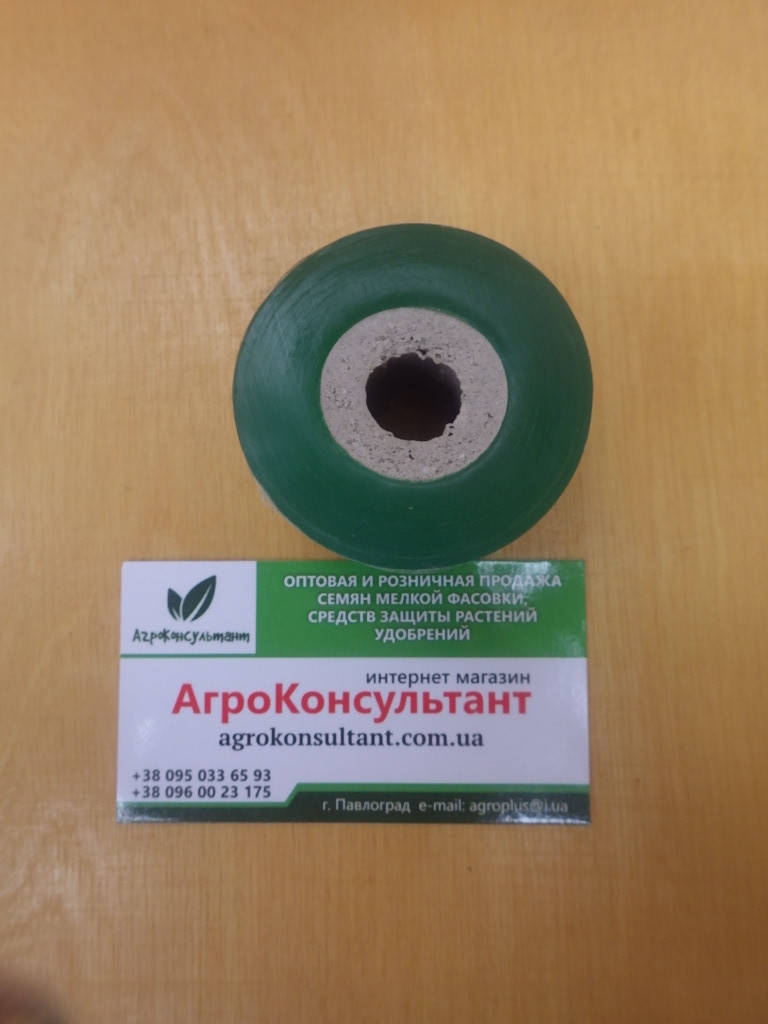 ОПТОВАЯ И РОЗНИЧНАЯ ПРОДАЖА
СЕМЯН МЕЛКОЙ ФАСОВКИ,
СРЕДСТВ ЗАЩИТЫ РАСТЕНИЙ
УДОБРЕНИЙ
АгроКонсультант
интернет магазин
АгроКонсультант
agrokonsultant.com.ua
+38 095 033 65 93
+38 096 00 23 175
г. Павлоград e-mail: agroplus@i.ua